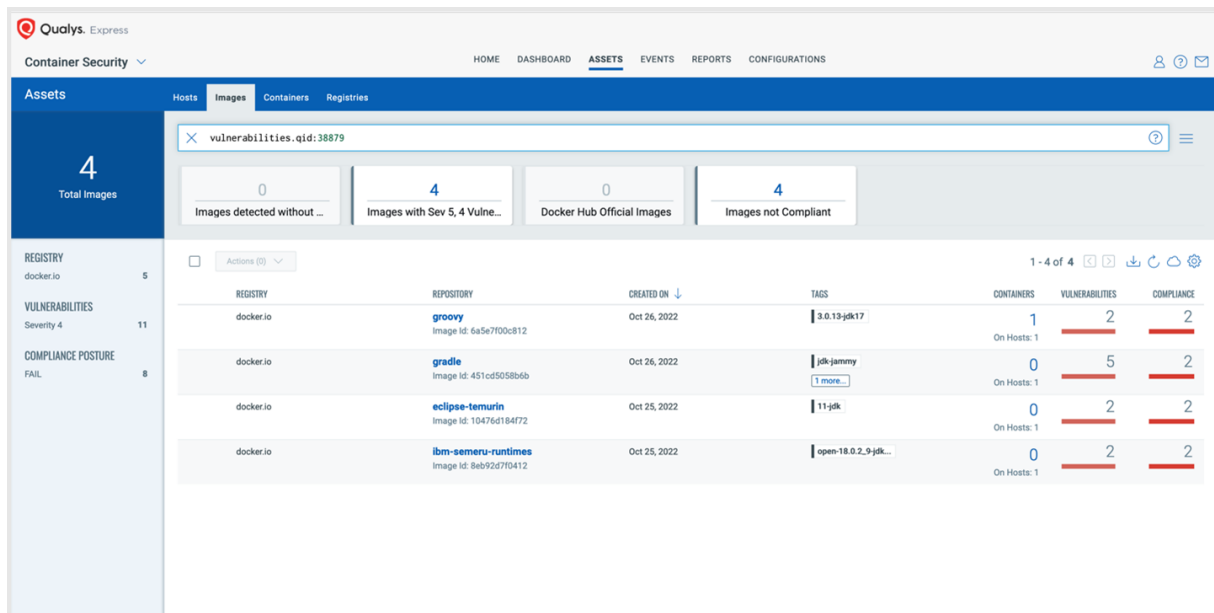 Qualys. Express
Container Security
HOME DASHBOARD ASSETS EVENTS REPORTS CONFIGURATIONS
Assets
Hosts Images Containers Registries
4
Total Images
vulnerabilities.qid:38879
0
Images detected without ...
4
Images with Sev 5, 4 Vulne...
0
Docker Hub Official Images
4
Images not Compliant
REGISTRY
docker.io 5
VULNERABILITIES
Severity 4 11
COMPLIANCE POSTURE
FAIL 8
Actions (0)
1 - 4 of 4
REGISTRY REPOSITORY CREATED ON TAGS CONTAINERS VULNERABILITIES COMPLIANCE
docker.io groovy Oct 26, 2022 3.0.13-jdk17 1 2 2
Image Id: 6a5e7f00c812 On Hosts: 1
docker.io gradle Oct 26, 2022 jdk-jammy 0 5 2
Image Id: 451cd5058b6b 1 more... On Hosts: 1
docker.io eclipse-temurin Oct 25, 2022 11-jdk 0 2 2
Image Id: 10476d184f72 On Hosts: 1
docker.io ibm-semeru-runtimes Oct 25, 2022 open-18.0.2_9-jdk... 0 2 2
Image Id: 8eb92d7f0412 On Hosts: 1